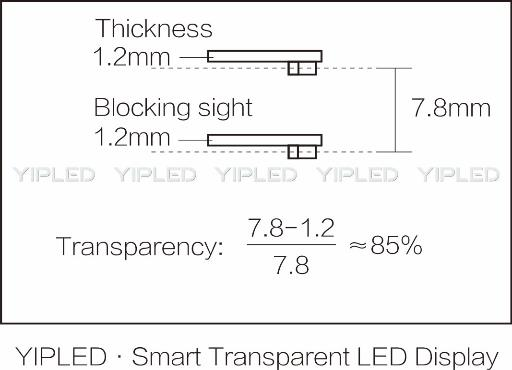 Thickness
1.2mm
Blocking sight
7.8mm
1.2mm
YIPLED YIPLED YIPLED YIPLED YIPLED
7.8-1.2
Transparency: ≈85%
7.8
YIPLED · Smart Transparent LED Display